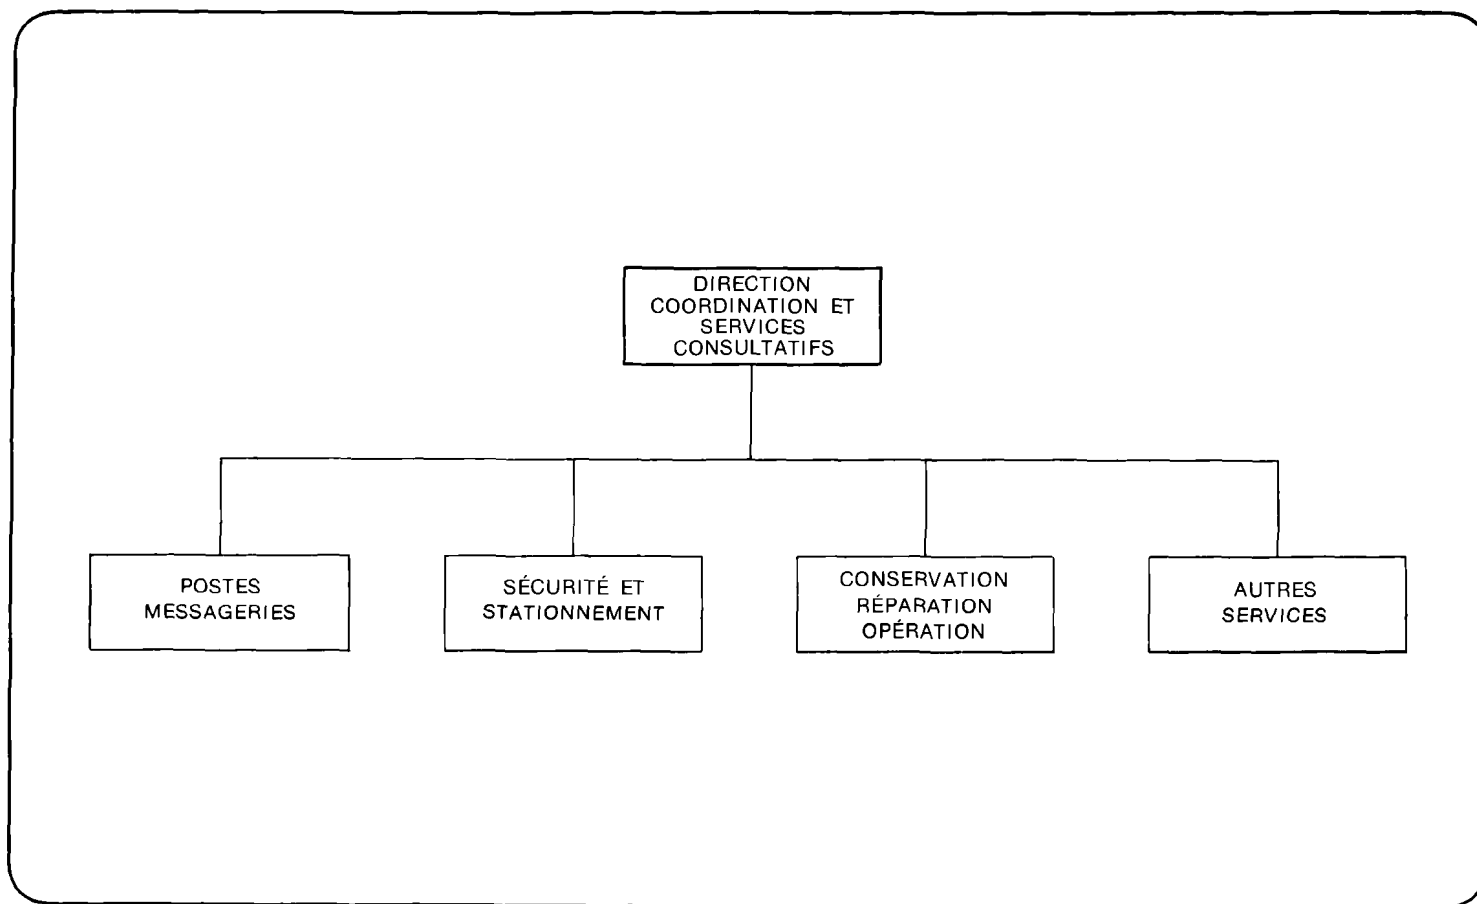 DIRECTION
COORDINATION ET
SERVICES
CONSULTATIFS
POSTES
MESSAGERIES
SÉCURITÉ ET
STATIONNEMENT
CONSERVATION
RÉPARATION
OPÉRATION
AUTRES
SERVICES